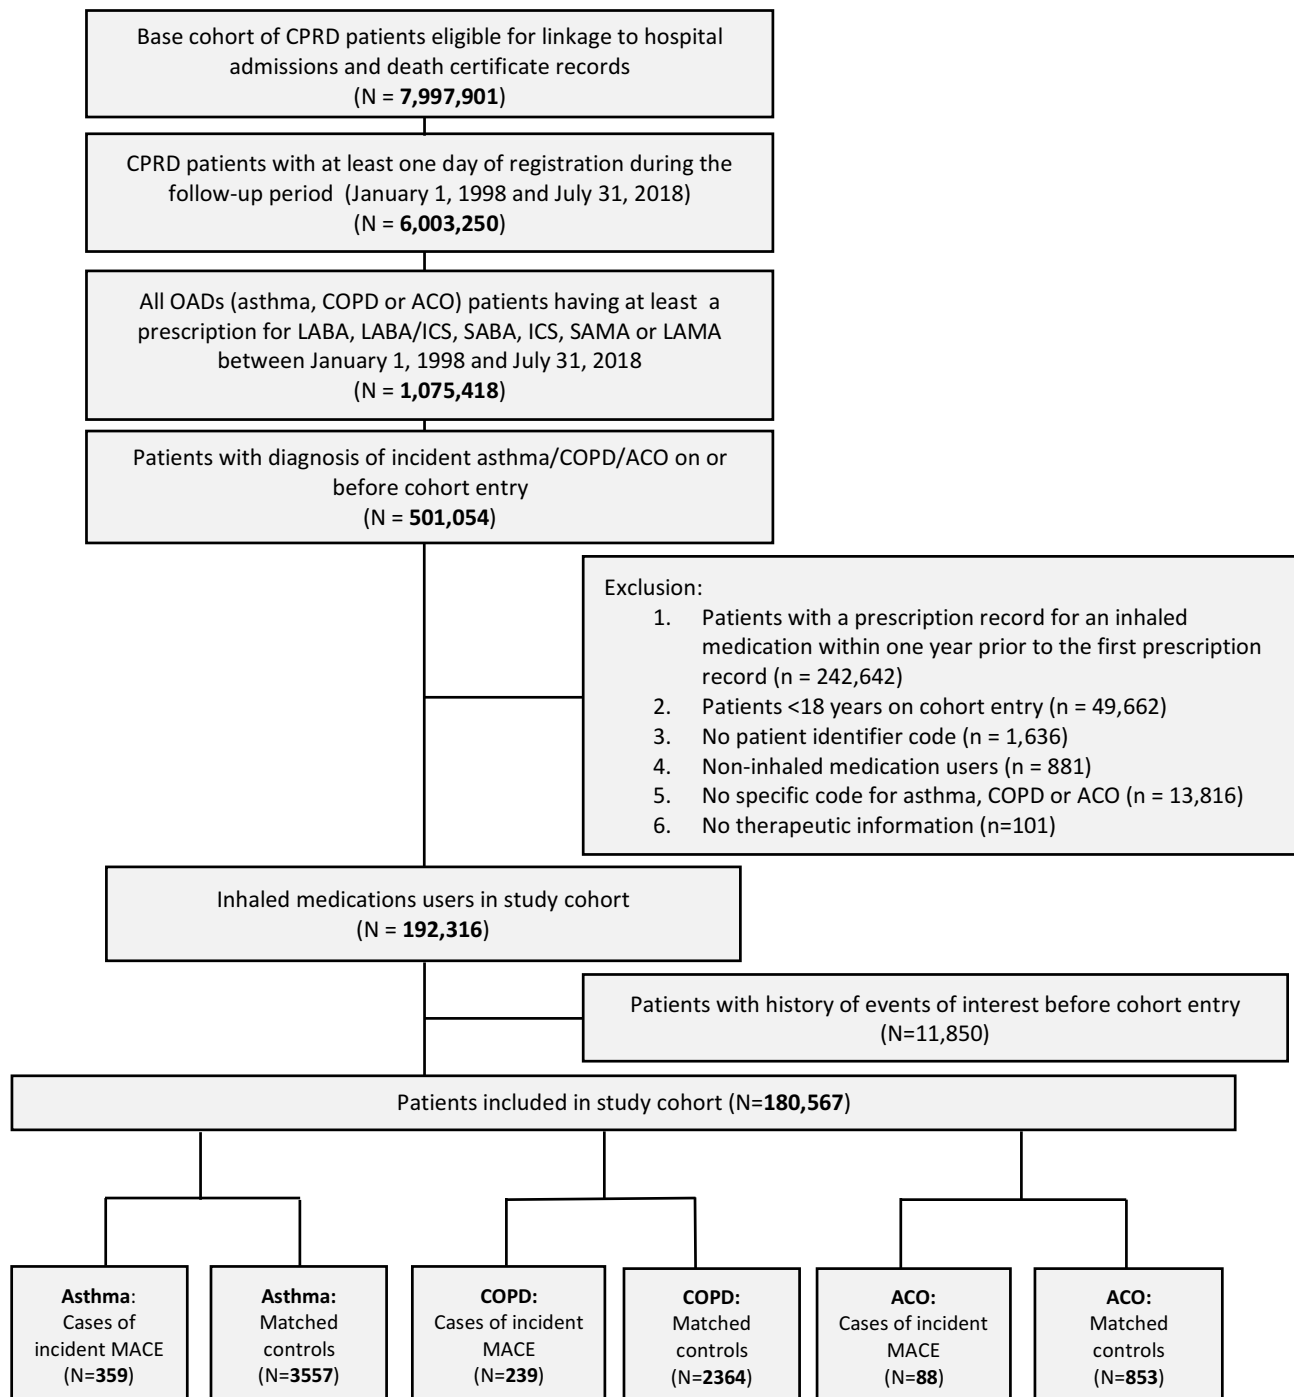 Base cohort of CPRD patients eligible for linkage to hospital
admissions and death certificate records
(N = 7,997,901)
CPRD patients with at least one day of registration during the
follow-up period  (January 1, 1998 and July 31, 2018)
(N = 6,003,250)
All OADs (asthma, COPD or ACO) patients having at least  a
prescription for LABA, LABA/ICS, SABA, ICS, SAMA or LAMA
between January 1, 1998 and July 31, 2018
(N = 1,075,418)
Patients with diagnosis of incident asthma/COPD/ACO on or
before cohort entry
(N = 501,054)
Exclusion:
1. Patients with a prescription record for an inhaled
medication within one year prior to the first prescription
record (n = 242,642)
2. Patients <18 years on cohort entry (n = 49,662)
3. No patient identifier code (n = 1,636)
4. Non-inhaled medication users (n = 881)
5. No specific code for asthma, COPD or ACO (n = 13,816)
6. No therapeutic information (n=101)
Inhaled medications users in study cohort
(N = 192,316)
Patients with history of events of interest before cohort entry
(N=11,850)
Patients included in study cohort (N=180,567)
Asthma:
Cases of
incident MACE
(N=359)
Asthma:
Matched
controls
(N=3557)
COPD:
Cases of incident
MACE
(N=239)
COPD:
Matched
controls
(N=2364)
ACO:
Cases of incident
MACE
(N=88)
ACO:
Matched
controls
(N=853)